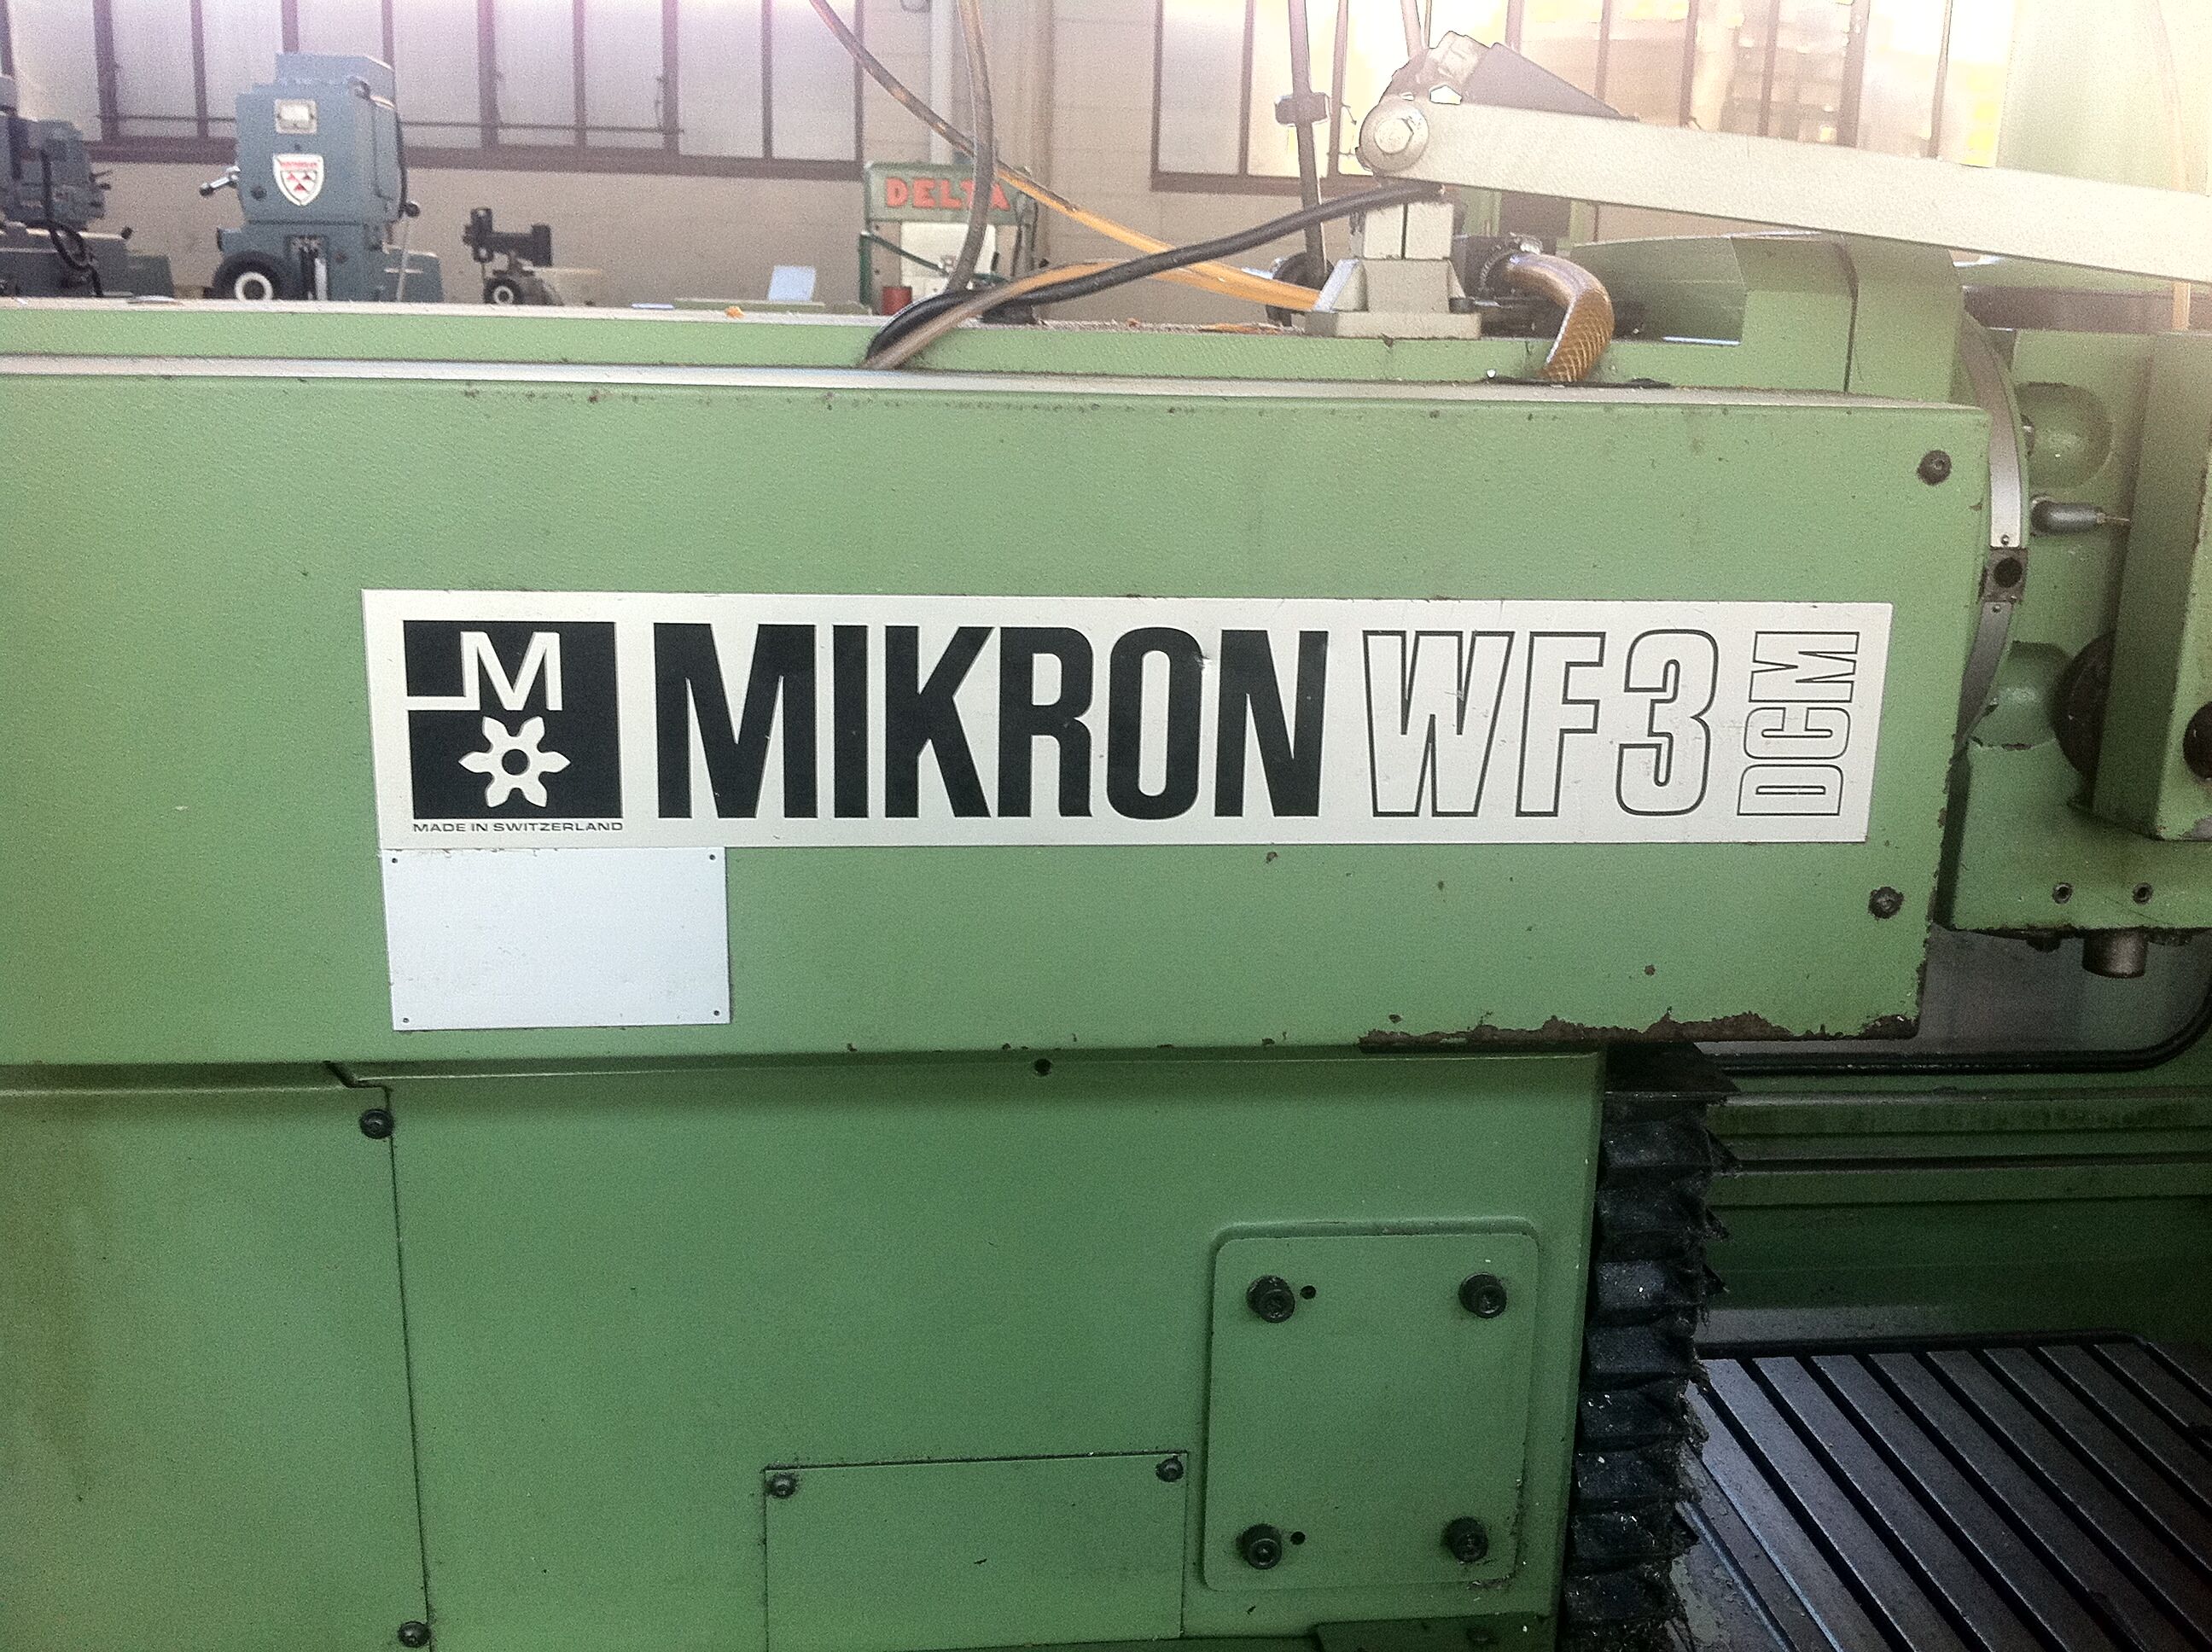 DELTA
M
MIKRON WF3 DCM
MADE IN SWITZERLAND